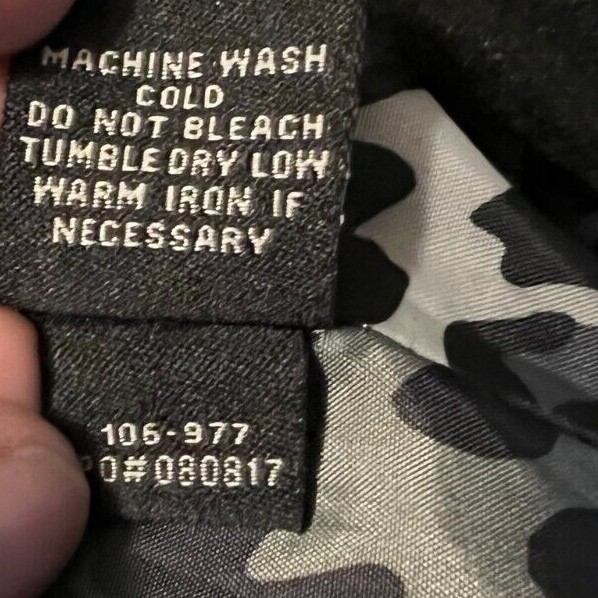 MACHINE WASH
COLD
DO NOT BLEACH
TUMBLE DRY LOW
WARM IRON IF
NECESSARY
106-977
PO#080817